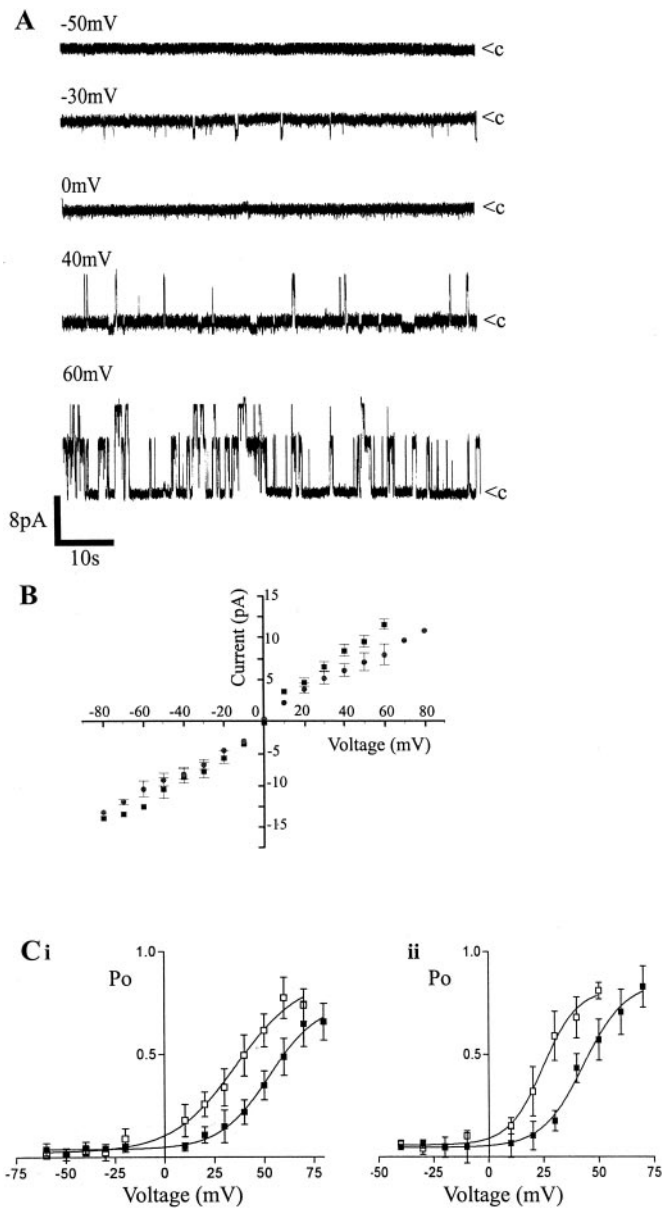 A
-50mV
<c
-30mV
<c
0mV
<c
40mV
<c
60mV
<c
8pA
10s
B
Current (pA)
15
10
5
-80 -60 -40 -20 0 20 40 60 80
Voltage (mV)
-5
-10
-15
C i
Po
1.0
0.5
-75 -50 -25 0 25 50 75
Voltage (mV)
ii
Po
1.0
0.5
-50 -25 0 25 50 75
Voltage (mV)